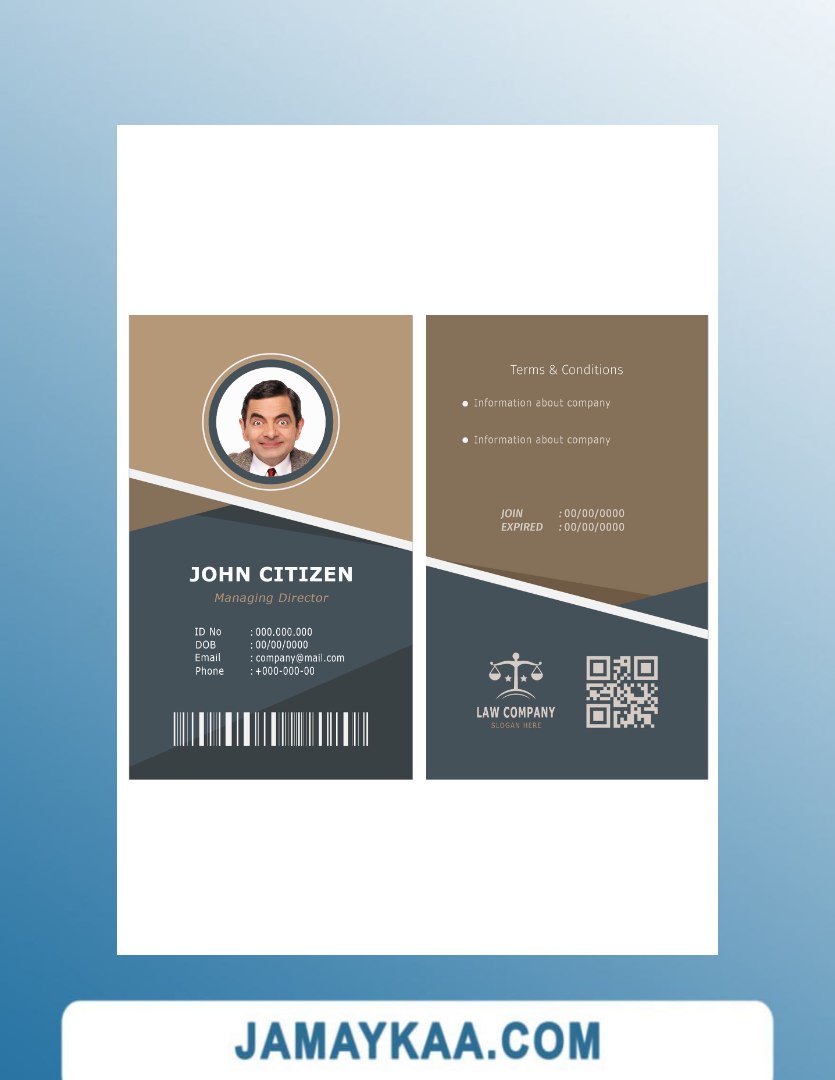 JOHN CITIZEN
Managing Director
ID No : 000.000.000
DOB : 00/00/0000
Email : company@mail.com
Phone : +000-000-00
Terms & Conditions
Information about company
Information about company
JOIN : 00/00/0000
EXPIRED : 00/00/0000
LAW COMPANY
SLOGAN HERE
JAMAYKAA.COM